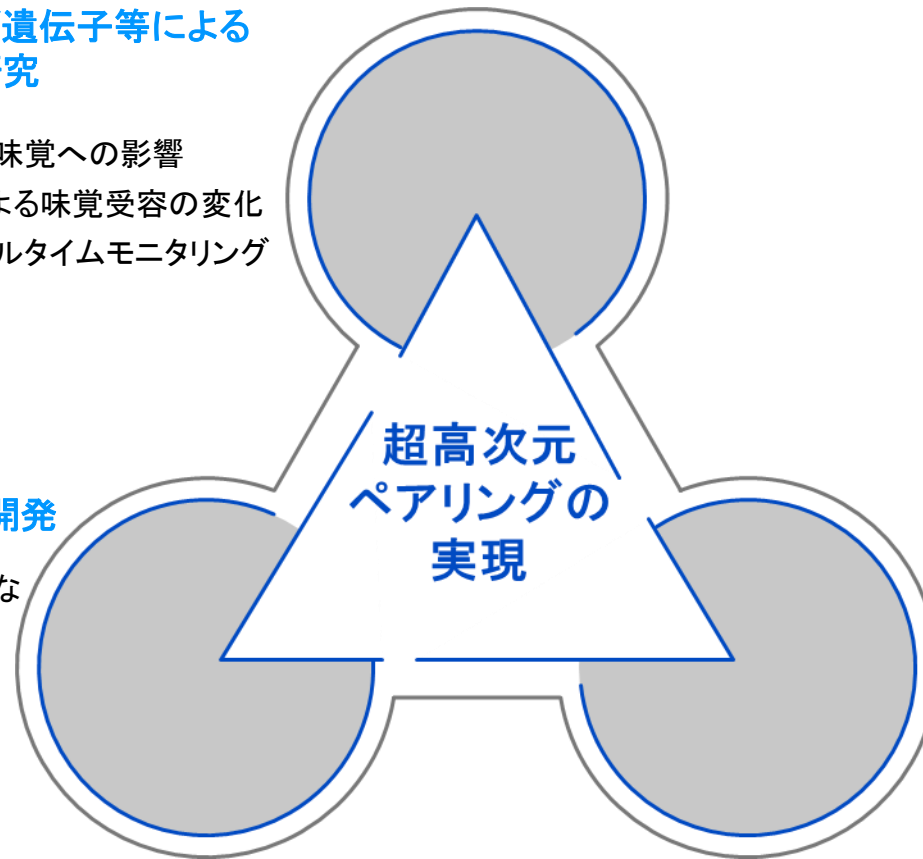 遺伝子等による
究
味覚への影響
よる味覚受容の変化
ルタイムモニタリング
超高次元
ペアリングの
実現
開発
な